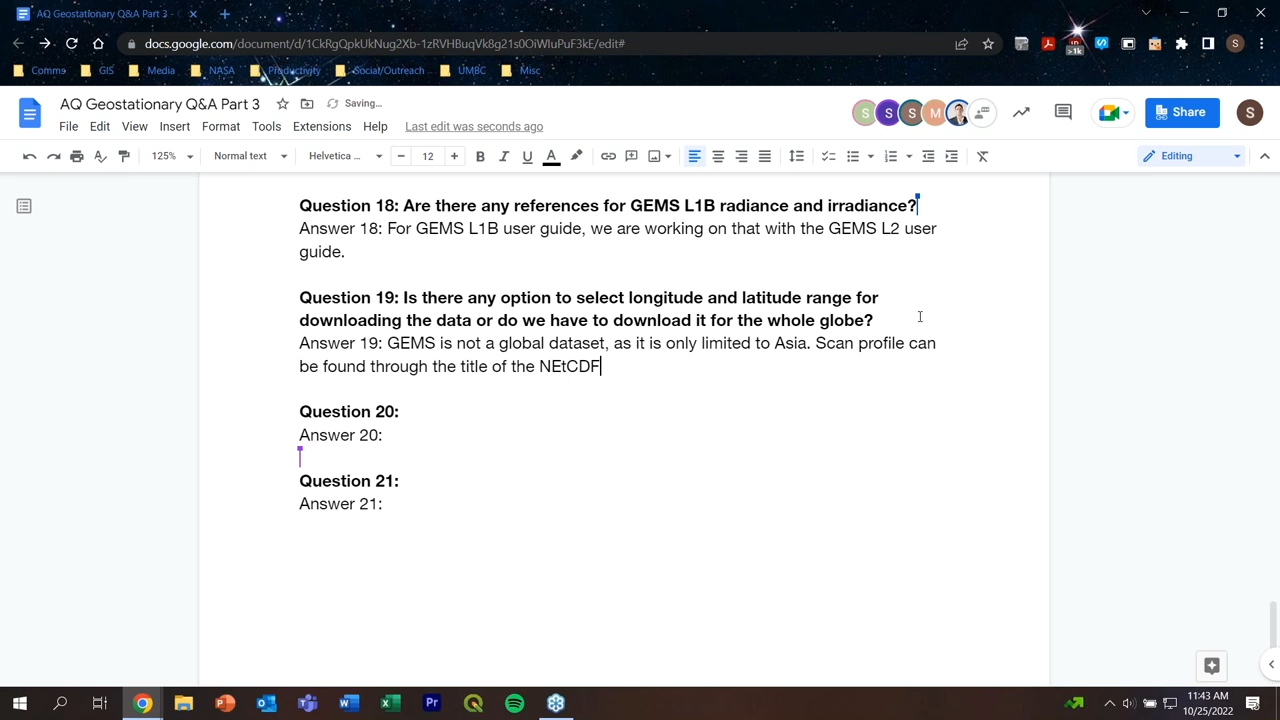 AQ Geostationary Q&A Part 3 -
docs.google.com/document/d/1CkRgQpkUkNug2Xb-1zRVHBuqVk8g21s0OiWIuPuF3kE/edit#
>1k
S
Comms
GIS
Media
NASA
Productivity
Social/Outreach
UMBC
Misc
AQ Geostationary Q&A Part 3
Saving...
S
S
S
M
Share
S
File
Edit
View
Insert
Format
Tools
Extensions
Help
Last edit was seconds ago
125%
Normal text
Helvetica ...
12
B
I
U
A
Editing
Question 18: Are there any references for GEMS L1B radiance and irradiance?
Answer 18: For GEMS L1B user guide, we are working on that with the GEMS L2 user
guide.
Question 19: Is there any option to select longitude and latitude range for
downloading the data or do we have to download it for the whole globe?
Answer 19: GEMS is not a global dataset, as it is only limited to Asia. Scan profile can
be found through the title of the NEtCDF
Question 20:
Answer 20:
Question 21:
Answer 21:
11:43 AM
10/25/2022